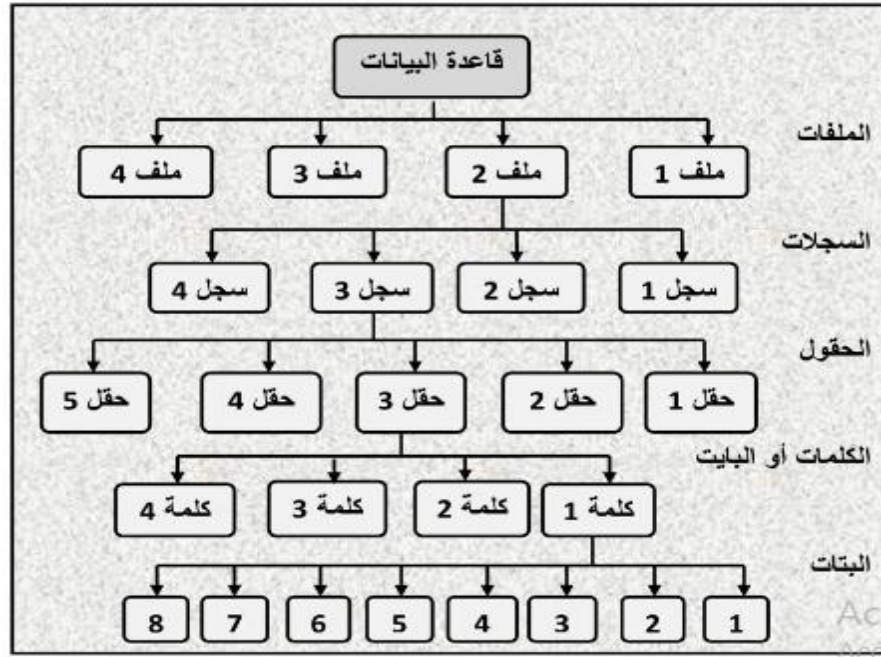 قاعدة البيانات
الملفات
ملف 1 ملف 2 ملف 3 ملف 4
السجلات
سجل 1 سجل 2 سجل 3 سجل 4
الحقول
حقل 1 حقل 2 حقل 3 حقل 4 حقل 5
الكلمات أو البايت
كلمة 1 كلمة 2 كلمة 3 كلمة 4
البتات
1 2 3 4 5 6 7 8